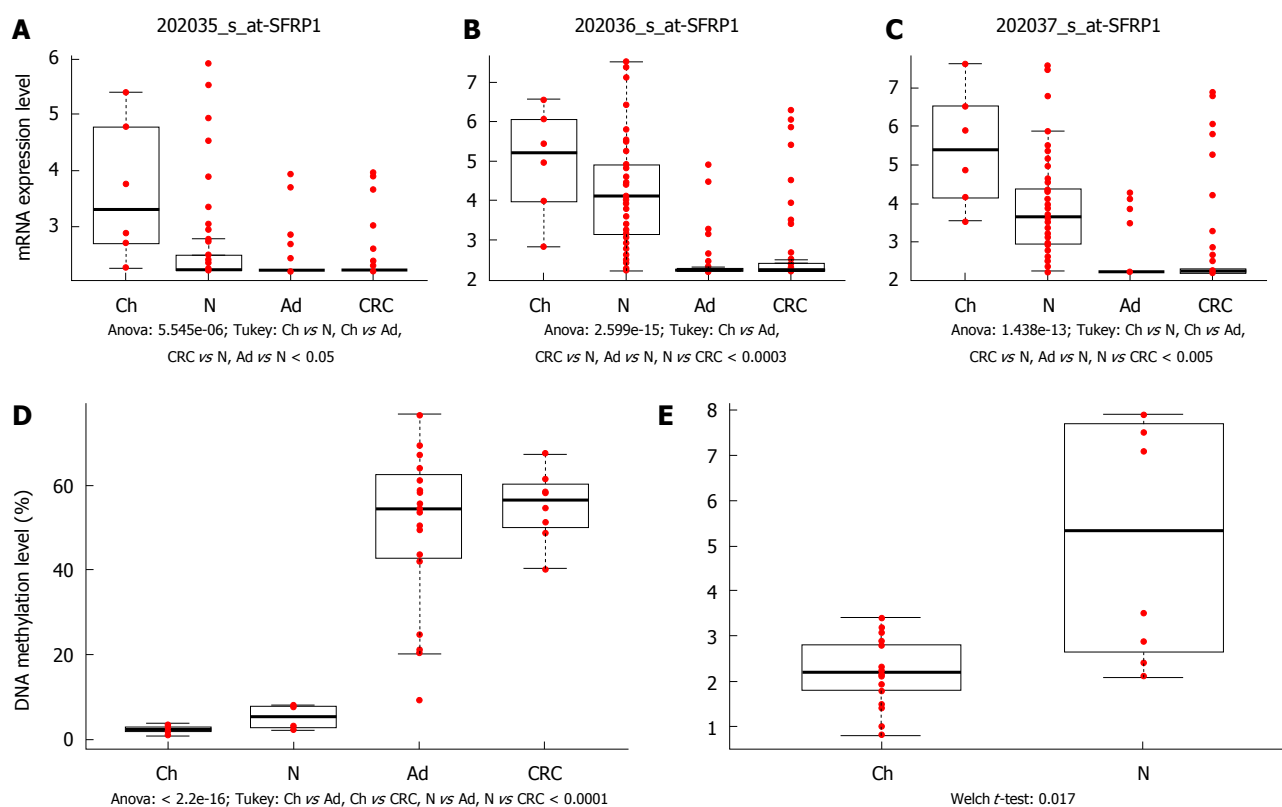 A
202035_s_at-SFRP1
B
202036_s_at-SFRP1
C
202037_s_at-SFRP1
mRNA expression level
6
5
4
3
Ch N Ad CRC
Anova: 5.545e-06; Tukey: Ch vs N, Ch vs Ad,
CRC vs N, Ad vs N < 0.05
7
6
5
4
3
2
Ch N Ad CRC
Anova: 2.599e-15; Tukey: Ch vs Ad,
CRC vs N, Ad vs N, N vs CRC < 0.0003
7
6
5
4
3
2
Ch N Ad CRC
Anova: 1.438e-13; Tukey: Ch vs N, Ch vs Ad,
CRC vs N, Ad vs N, N vs CRC < 0.005
D
DNA methylation level (%)
60
40
20
0
Ch N Ad CRC
Anova: < 2.2e-16; Tukey: Ch vs Ad, Ch vs CRC, N vs Ad, N vs CRC < 0.0001
E
8
7
6
5
4
3
2
1
Ch N
Welch t-test: 0.017